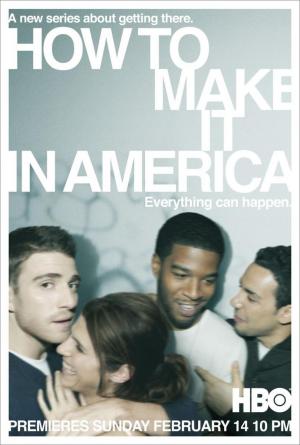 A new series about getting there.
HOW TO
MAKE
IT
IN AMERICA
Everything can happen.
HBO
PREMIERES SUNDAY FEBRUARY 14 10 PM